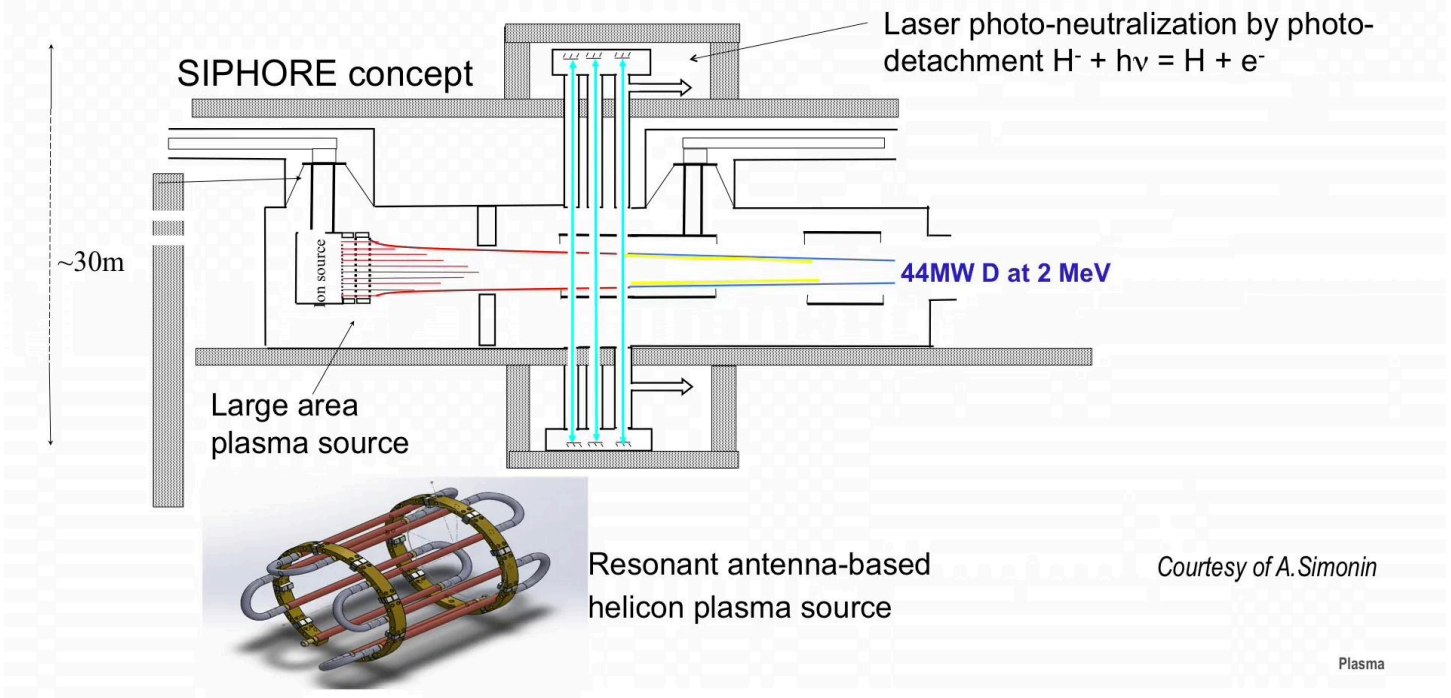 Laser photo-neutralization by photo-
detachment H⁻ + hν = H + e⁻
SIPHORE concept
~30m
Ion source
44MW D at 2 MeV
Large area
plasma source
Resonant antenna-based
helicon plasma source
Courtesy of A.Simonin
Plasma